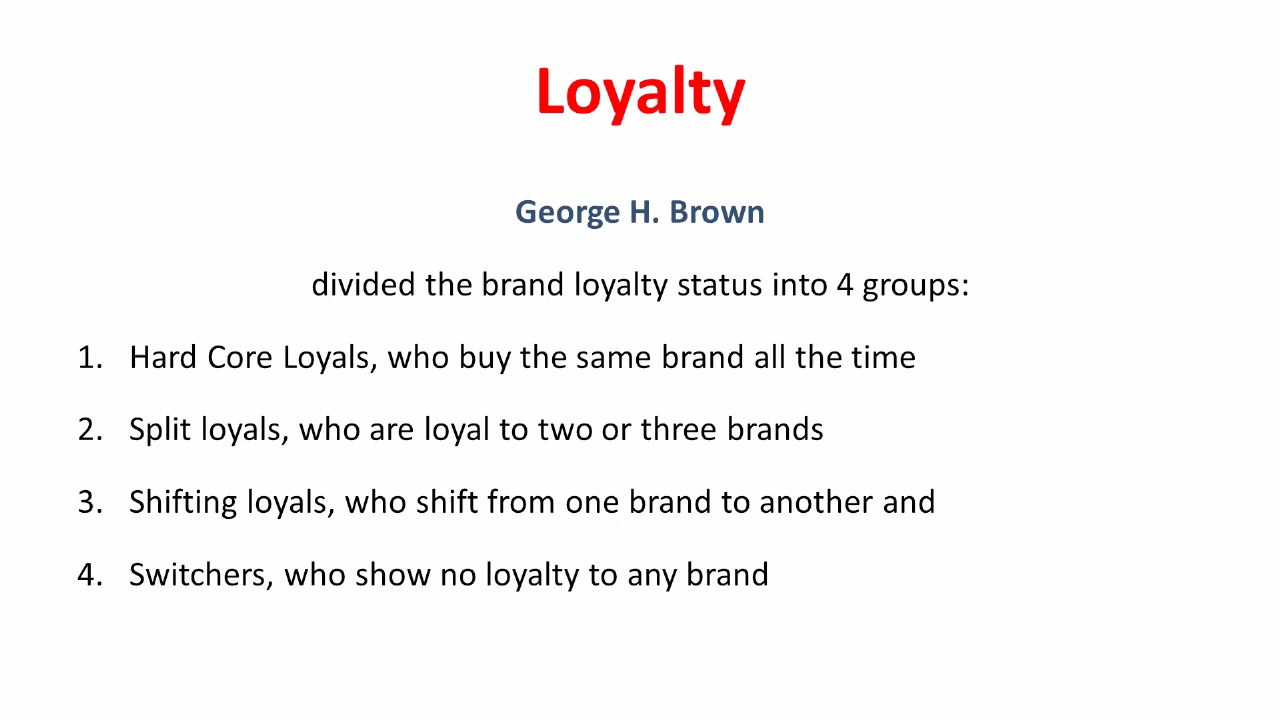 Loyalty
George H. Brown
divided the brand loyalty status into 4 groups:
1. Hard Core Loyals, who buy the same brand all the time
2. Split loyals, who are loyal to two or three brands
3. Shifting loyals, who shift from one brand to another and
4. Switchers, who show no loyalty to any brand